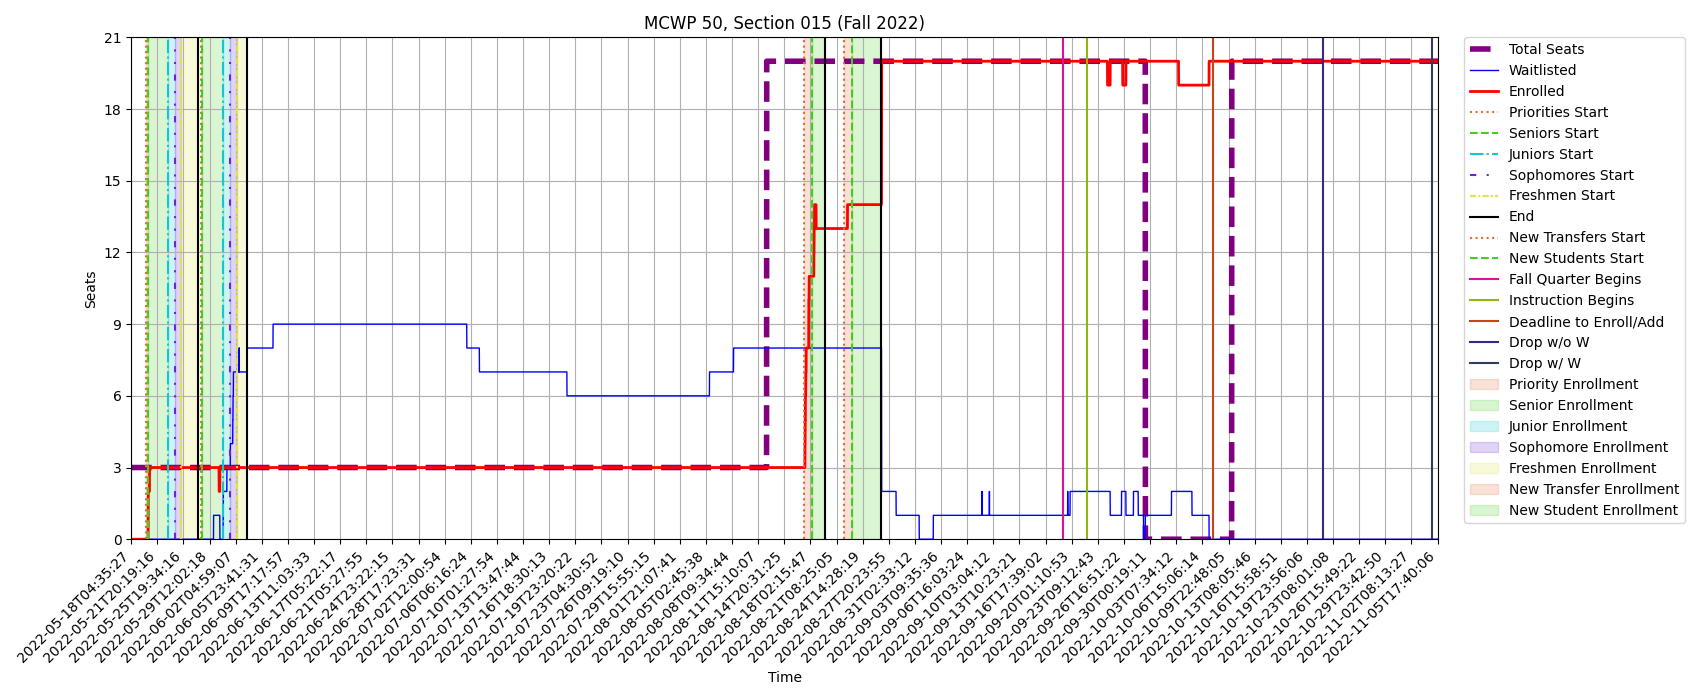 MCWP 50, Section 015 (Fall 2022)
Seats
21
18
15
12
9
6
3
0
2022-05-18T04:35:27
2022-05-21T20:19:16
2022-05-25T19:34:16
2022-05-29T12:02:18
2022-06-02T04:59:07
2022-06-05T23:41:31
2022-06-09T17:17:57
2022-06-13T11:03:33
2022-06-17T05:22:17
2022-06-21T05:27:55
2022-06-24T23:22:15
2022-06-28T17:23:31
2022-07-02T12:00:54
2022-07-06T06:16:24
2022-07-10T01:27:54
2022-07-13T13:47:44
2022-07-16T18:30:13
2022-07-19T23:20:22
2022-07-23T04:30:52
2022-07-26T09:19:10
2022-07-29T15:55:15
2022-08-01T21:07:41
2022-08-05T02:45:38
2022-08-08T09:34:44
2022-08-11T15:10:07
2022-08-14T20:31:25
2022-08-18T02:15:47
2022-08-21T08:25:05
2022-08-24T14:28:19
2022-08-27T20:23:55
2022-08-31T02:33:12
2022-09-03T09:35:36
2022-09-06T16:03:24
2022-09-10T03:04:12
2022-09-13T10:23:21
2022-09-16T17:39:02
2022-09-20T01:10:53
2022-09-23T09:12:43
2022-09-26T16:51:22
2022-09-30T00:19:11
2022-10-03T07:34:12
2022-10-06T15:06:14
2022-10-09T22:48:05
2022-10-13T08:05:46
2022-10-16T15:58:51
2022-10-19T23:56:06
2022-10-23T08:01:08
2022-10-26T15:49:22
2022-10-29T23:42:50
2022-11-02T08:13:27
2022-11-05T17:40:06
Time
Total Seats
Waitlisted
Enrolled
Priorities Start
Seniors Start
Juniors Start
Sophomores Start
Freshmen Start
End
New Transfers Start
New Students Start
Fall Quarter Begins
Instruction Begins
Deadline to Enroll/Add
Drop w/o W
Drop w/ W
Priority Enrollment
Senior Enrollment
Junior Enrollment
Sophomore Enrollment
Freshmen Enrollment
New Transfer Enrollment
New Student Enrollment